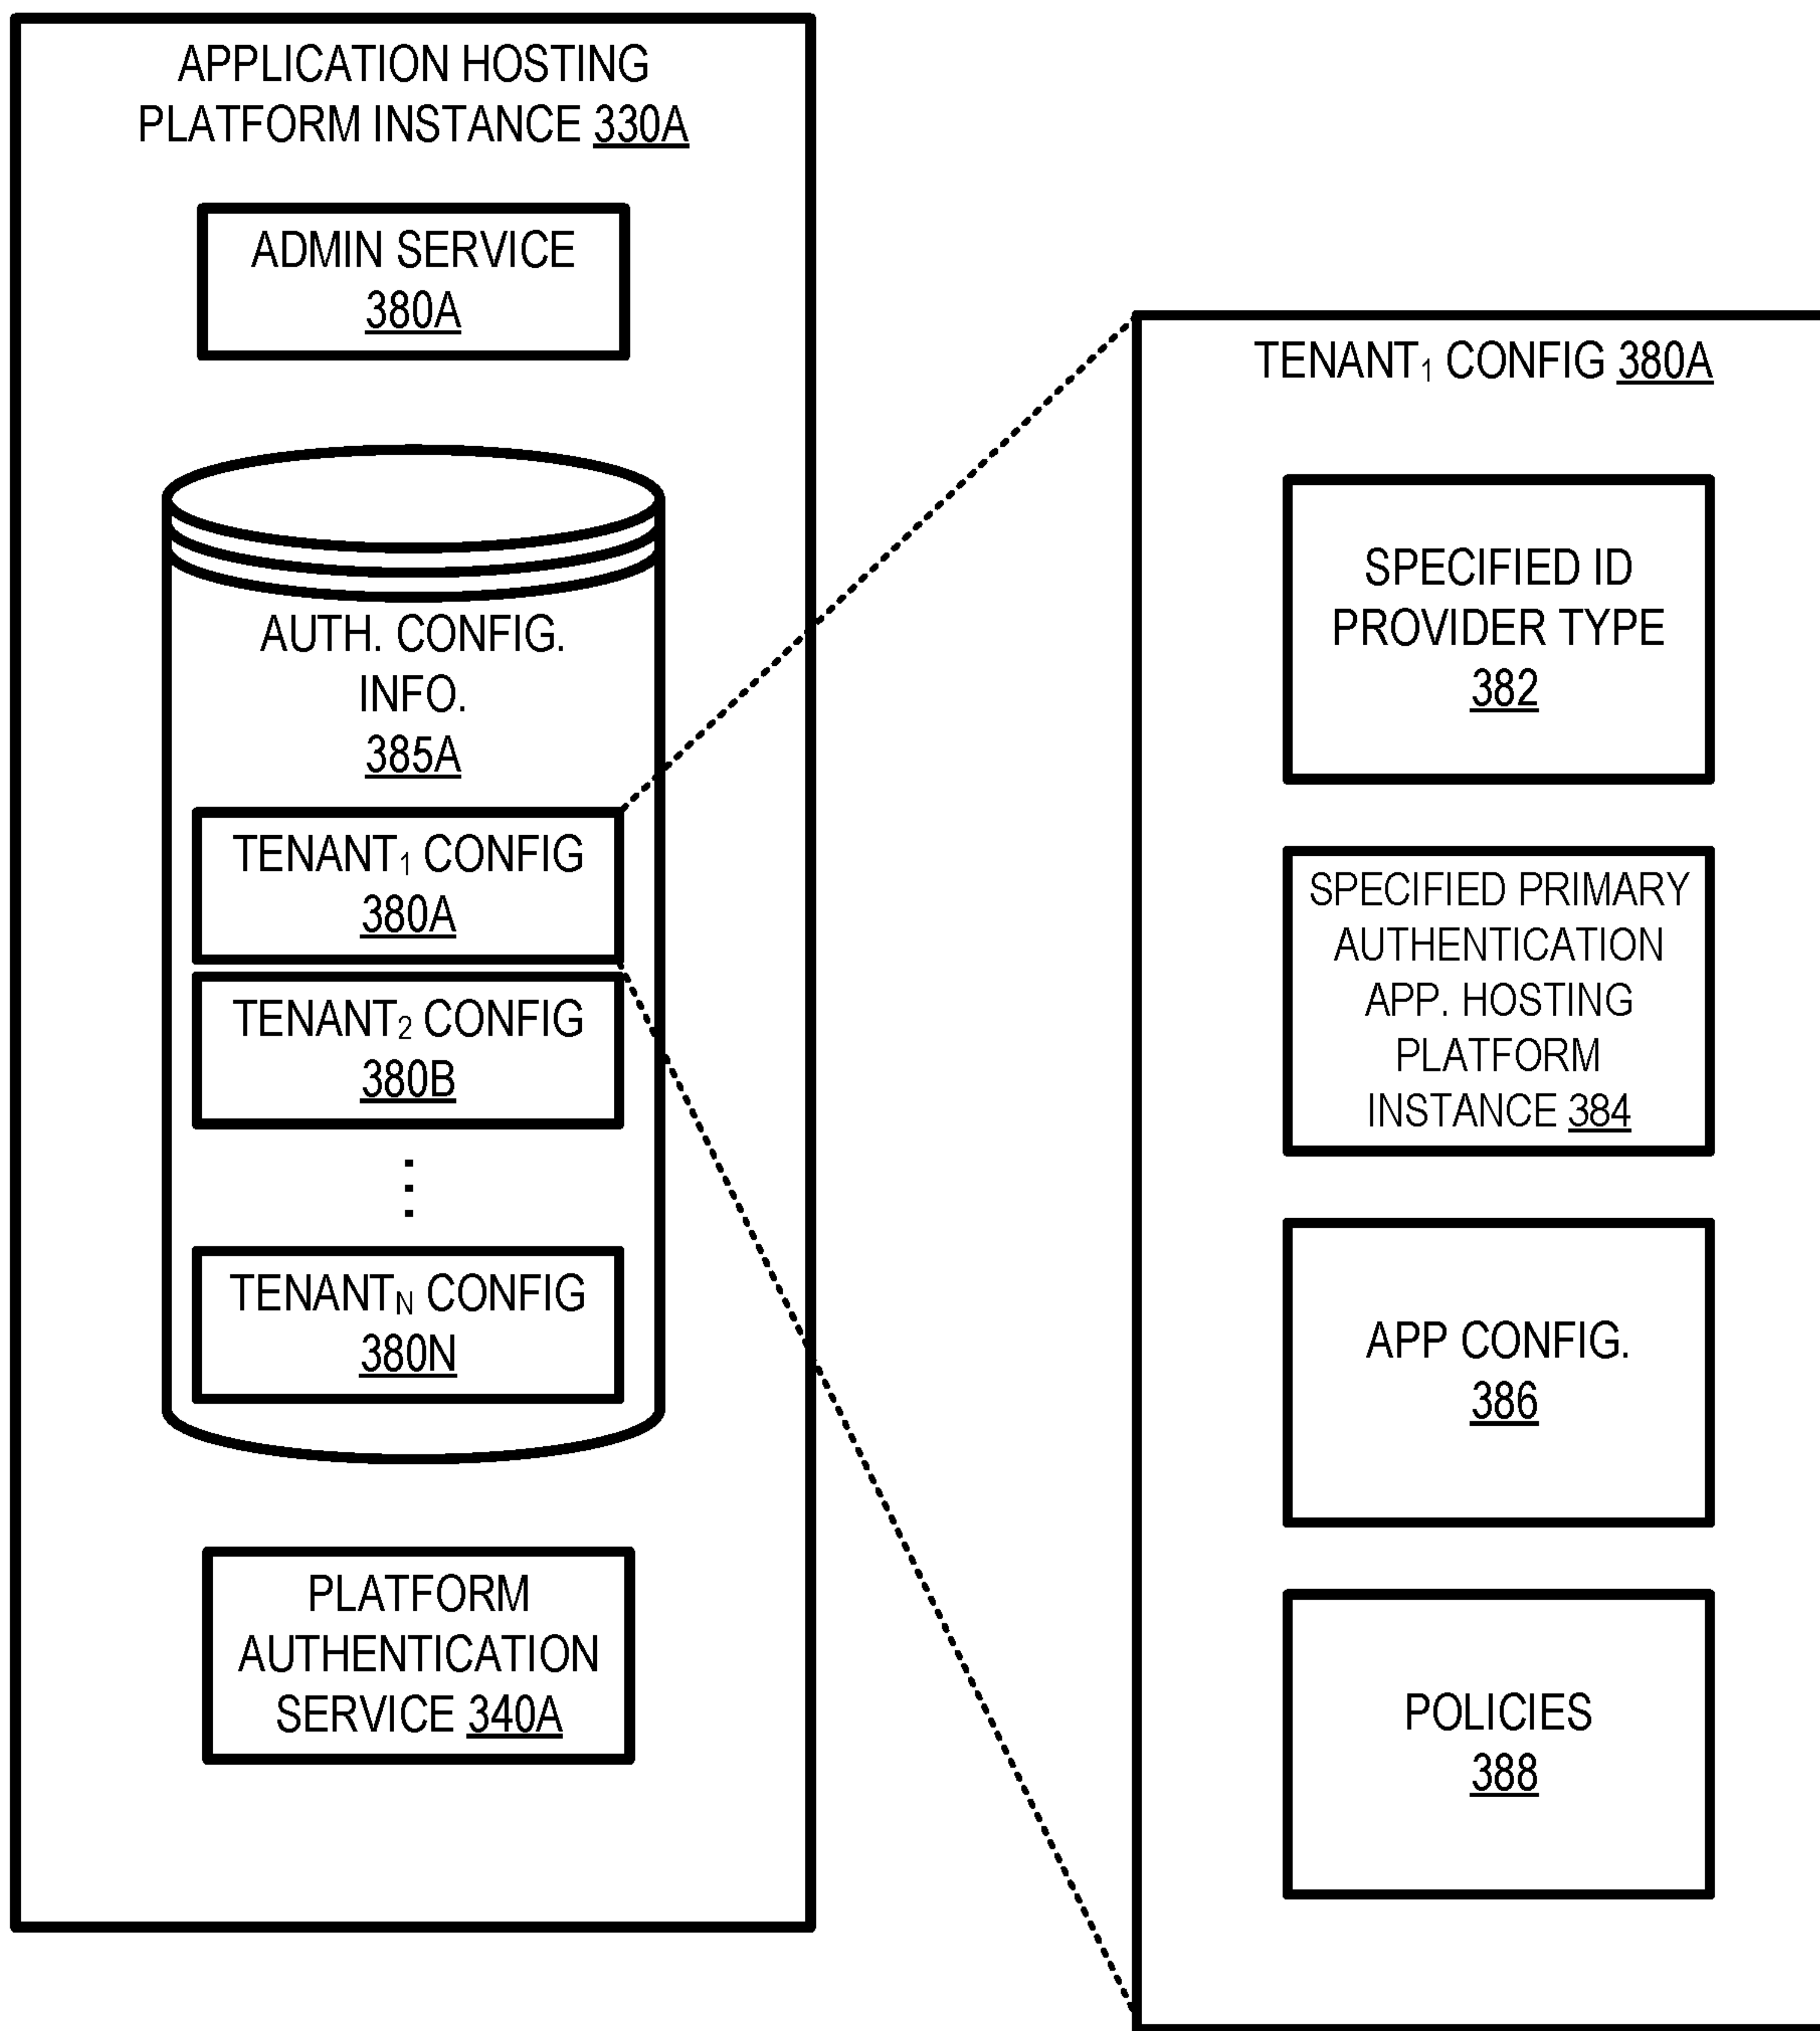 APPLICATION HOSTING
PLATFORM INSTANCE 330A
ADMIN SERVICE
380A
AUTH. CONFIG.
INFO.
385A
TENANT₁ CONFIG
380A
TENANT₂ CONFIG
380B
⋮
TENANT_N CONFIG
380N
PLATFORM
AUTHENTICATION
SERVICE 340A
TENANT₁ CONFIG 380A
SPECIFIED ID
PROVIDER TYPE
382
SPECIFIED PRIMARY
AUTHENTICATION
APP. HOSTING
PLATFORM
INSTANCE 384
APP CONFIG.
386
POLICIES
388